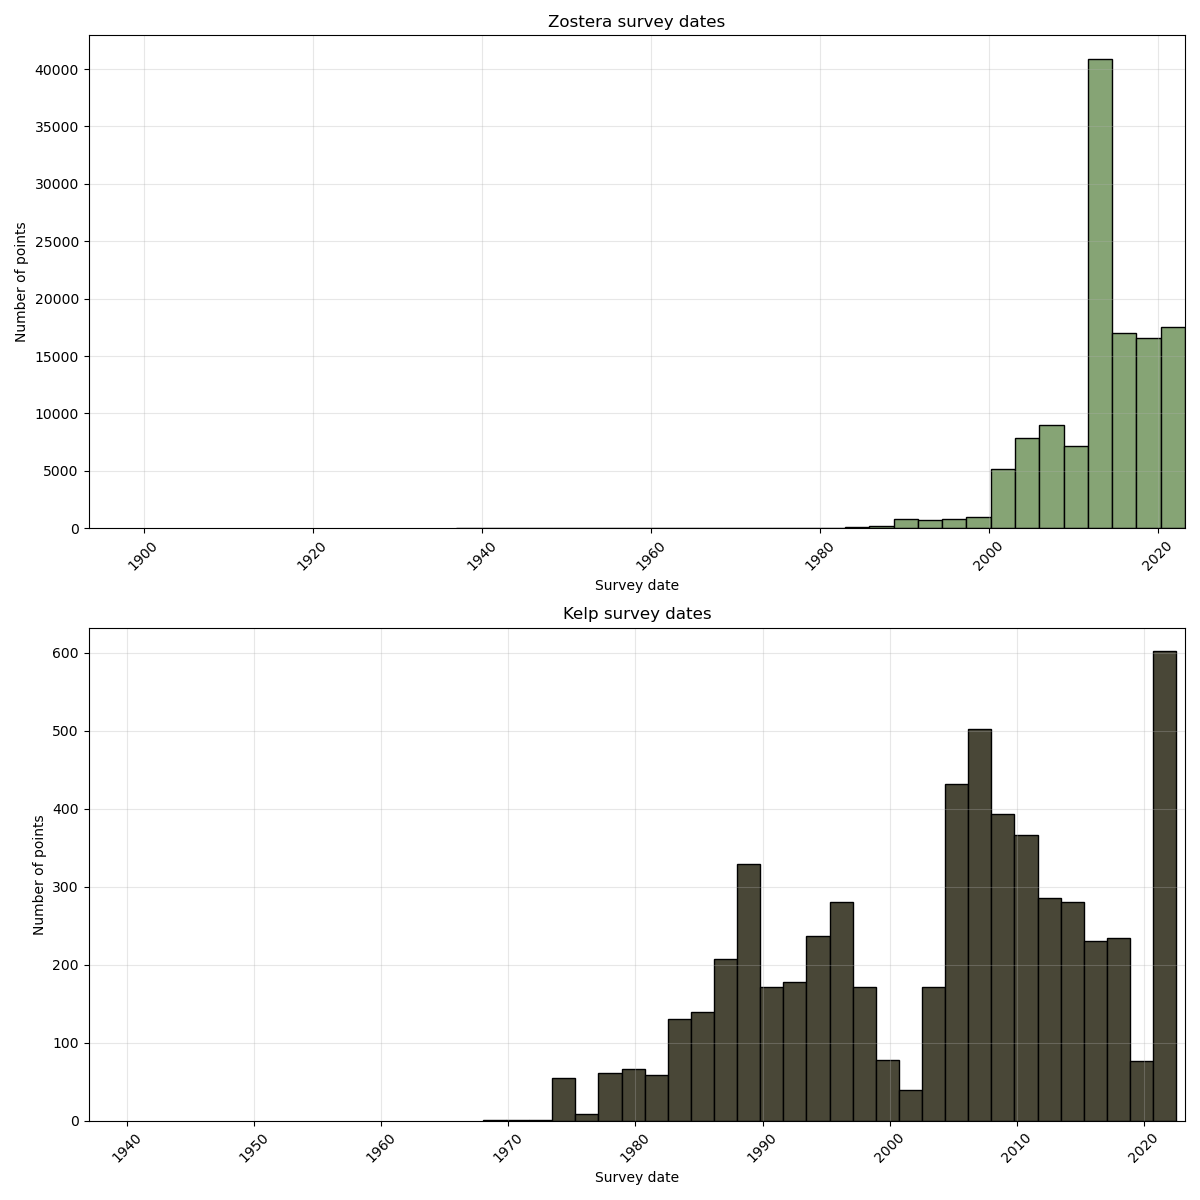 Zostera survey dates
Number of points
40000
35000
30000
25000
20000
15000
10000
5000
0
1900 1920 1940 1960 1980 2000 2020
Survey date
Kelp survey dates
Number of points
600
500
400
300
200
100
0
1940 1950 1960 1970 1980 1990 2000 2010 2020
Survey date